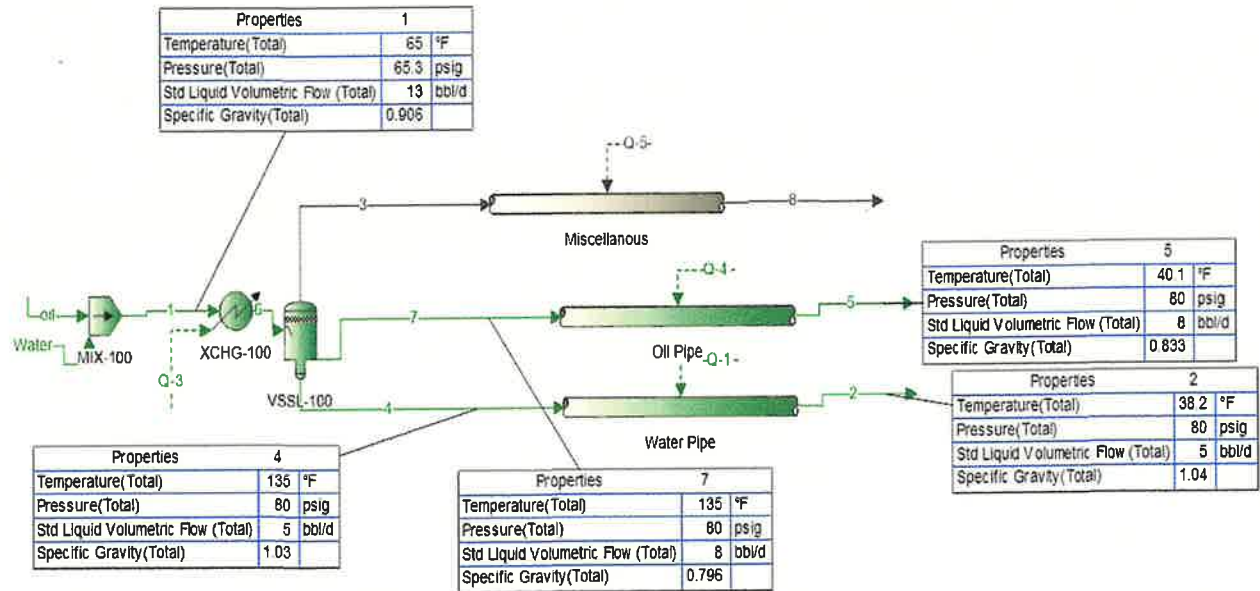 Properties 1
Temperature(Total) 65 °F
Pressure(Total) 65.3 psig
Std Liquid Volumetric Flow (Total) 13 bbl/d
Specific Gravity(Total) 0.906
Q-5
3
8
Miscellanous
Properties 5
Temperature(Total) 40.1 °F
Pressure(Total) 80 psig
Std Liquid Volumetric Flow (Total) 8 bbl/d
Specific Gravity(Total) 0.833
Q-4
oil
1
6
7
5
Water
MIX-100
XCHG-100
Oil Pipe
Q-1
Q-3
VSSL-100
4
2
Water Pipe
Properties 2
Temperature(Total) 38.2 °F
Pressure(Total) 80 psig
Std Liquid Volumetric Flow (Total) 5 bbl/d
Specific Gravity(Total) 1.04
Properties 4
Temperature(Total) 135 °F
Pressure(Total) 80 psig
Std Liquid Volumetric Flow (Total) 5 bbl/d
Specific Gravity(Total) 1.03
Properties 7
Temperature(Total) 135 °F
Pressure(Total) 80 psig
Std Liquid Volumetric Flow (Total) 8 bbl/d
Specific Gravity(Total) 0.796